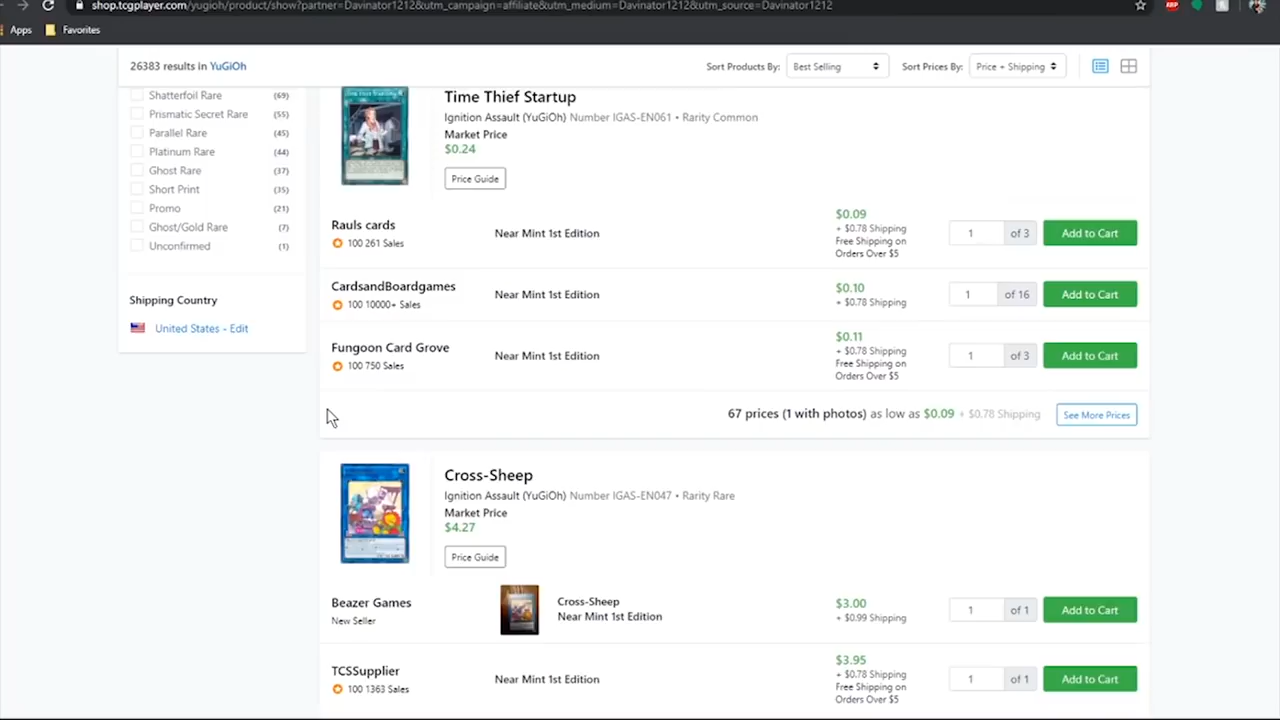 shop.tcgplayer.com/yugioh/product/show?partner=Davinator1212&utm_campaign=affiliate&utm_medium=Davinator1212&utm_source=Davinator1212
ABP
Apps
Favorites
26383 results in YuGiOh
Sort Products By:
Best Selling
Sort Prices By:
Price + Shipping
Shatterfoil Rare (69)
Prismatic Secret Rare (55)
Parallel Rare (45)
Platinum Rare (44)
Ghost Rare (37)
Short Print (35)
Promo (21)
Ghost/Gold Rare (7)
Unconfirmed (1)
Shipping Country
United States - Edit
Time Thief Startup
Ignition Assault (YuGiOh) Number IGAS-EN061 • Rarity Common
Market Price
$0.24
Price Guide
Rauls cards
100 261 Sales
Near Mint 1st Edition
$0.09
+ $0.78 Shipping
Free Shipping on
Orders Over $5
1 of 3
Add to Cart
CardsandBoardgames
100 10000+ Sales
Near Mint 1st Edition
$0.10
+ $0.78 Shipping
1 of 16
Add to Cart
Fungoon Card Grove
100 750 Sales
Near Mint 1st Edition
$0.11
+ $0.78 Shipping
Free Shipping on
Orders Over $5
1 of 3
Add to Cart
67 prices (1 with photos) as low as $0.09 + $0.78 Shipping
See More Prices
Cross-Sheep
Ignition Assault (YuGiOh) Number IGAS-EN047 • Rarity Rare
Market Price
$4.27
Price Guide
Beazer Games
New Seller
Cross-Sheep
Near Mint 1st Edition
$3.00
+ $0.99 Shipping
1 of 1
Add to Cart
TCSSupplier
100 1363 Sales
Near Mint 1st Edition
$3.95
+ $0.78 Shipping
Free Shipping on
Orders Over $5
1 of 1
Add to Cart